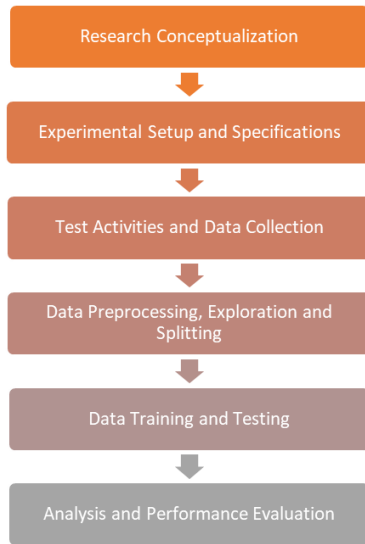 Research Conceptualization
Experimental Setup and Specifications
Test Activities and Data Collection
Data Preprocessing, Exploration and
Splitting
Data Training and Testing
Analysis and Performance Evaluation